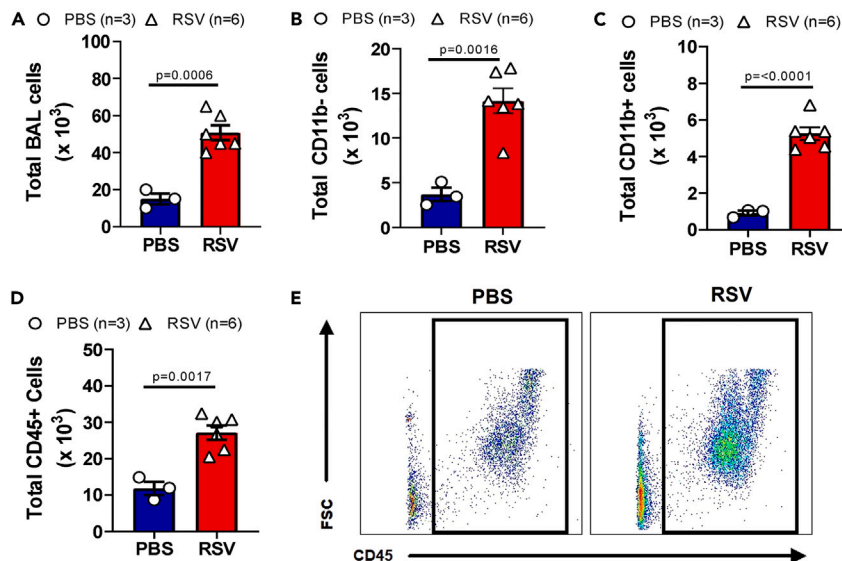 A
PBS (n=3) RSV (n=6)
Total BAL cells
(x 10³)
100
80
60
40
20
0
p=0.0006
PBS RSV
B
PBS (n=3) RSV (n=6)
Total CD11b- cells
(x 10³)
20
15
10
5
0
p=0.0016
PBS RSV
C
PBS (n=3) RSV (n=6)
Total CD11b+ cells
(x 10³)
10
8
6
4
2
0
p=<0.0001
PBS RSV
D
PBS (n=3) RSV (n=6)
Total CD45+ Cells
(x 10³)
50
40
30
20
10
0
p=0.0017
PBS RSV
E
PBS RSV
FSC
CD45